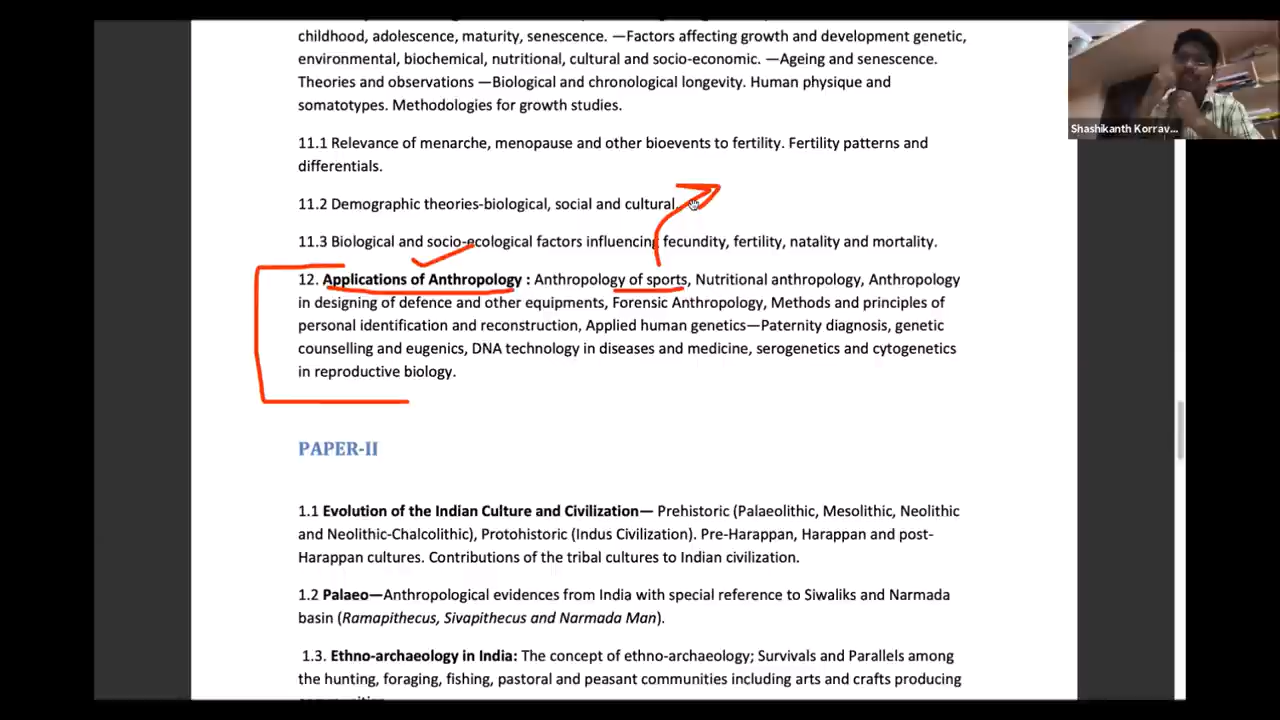 childhood, adolescence, maturity, senescence. —Factors affecting growth and development genetic,
environmental, biochemical, nutritional, cultural and socio-economic. —Ageing and senescence.
Theories and observations —Biological and chronological longevity. Human physique and
somatotypes. Methodologies for growth studies.
Shashikanth Korrav...
11.1 Relevance of menarche, menopause and other bioevents to fertility. Fertility patterns and
differentials.
11.2 Demographic theories-biological, social and cultural.
11.3 Biological and socio-ecological factors influencing fecundity, fertility, natality and mortality.
12. Applications of Anthropology : Anthropology of sports, Nutritional anthropology, Anthropology
in designing of defence and other equipments, Forensic Anthropology, Methods and principles of
personal identification and reconstruction, Applied human genetics—Paternity diagnosis, genetic
counselling and eugenics, DNA technology in diseases and medicine, serogenetics and cytogenetics
in reproductive biology.
PAPER-II
1.1 Evolution of the Indian Culture and Civilization— Prehistoric (Palaeolithic, Mesolithic, Neolithic
and Neolithic-Chalcolithic), Protohistoric (Indus Civilization). Pre-Harappan, Harappan and post-
Harappan cultures. Contributions of the tribal cultures to Indian civilization.
1.2 Palaeo—Anthropological evidences from India with special reference to Siwaliks and Narmada
basin (Ramapithecus, Sivapithecus and Narmada Man).
1.3. Ethno-archaeology in India: The concept of ethno-archaeology; Survivals and Parallels among
the hunting, foraging, fishing, pastoral and peasant communities including arts and crafts producing